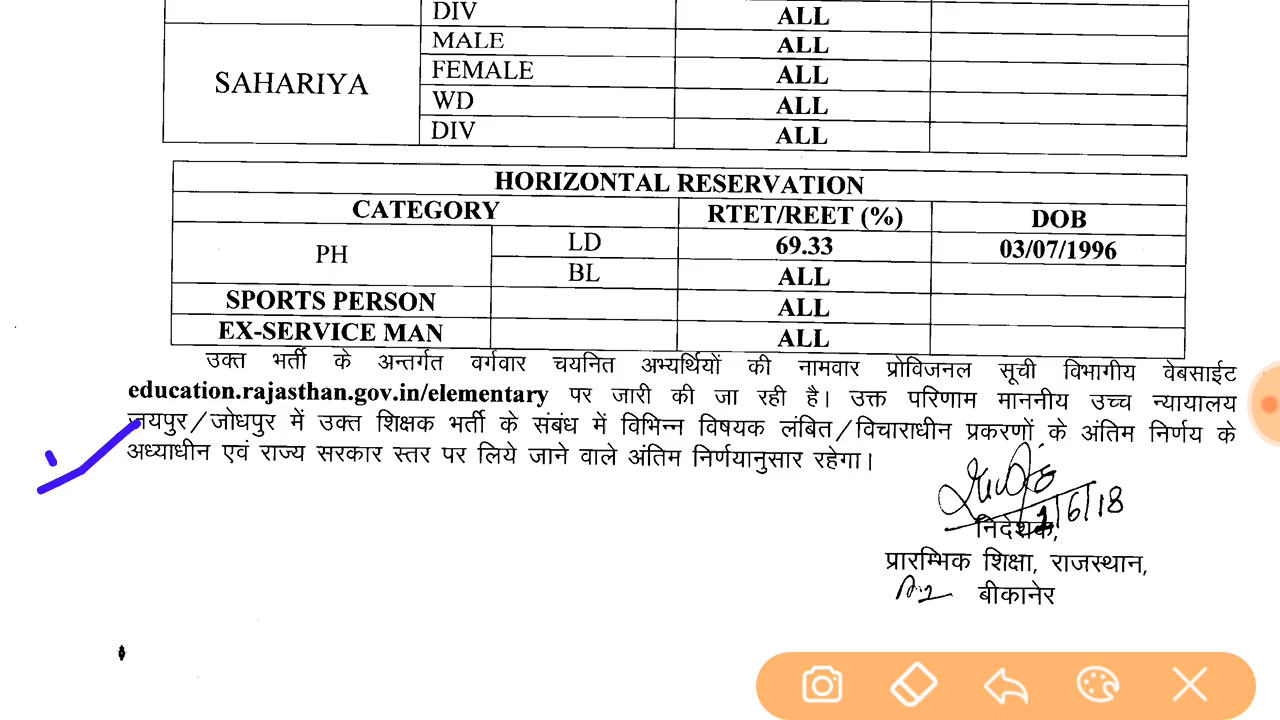 DIV ALL
SAHARIYA MALE ALL
FEMALE ALL
WD ALL
DIV ALL
HORIZONTAL RESERVATION
CATEGORY RTET/REET (%) DOB
PH LD 69.33 03/07/1996
BL ALL
SPORTS PERSON ALL
EX-SERVICE MAN ALL
उक्त भर्ती के अन्तर्गत वर्गवार चयनित अभ्यर्थियों की नामवार प्रोविजनल सूची विभागीय वेबसाईट
education.rajasthan.gov.in/elementary पर जारी की जा रही है। उक्त परिणाम माननीय उच्च न्यायालय
जयपुर/जोधपुर में उक्त शिक्षक भर्ती के संबंध में विभिन्न विषयक लंबित/विचाराधीन प्रकरणों के अंतिम निर्णय के
अध्याधीन एवं राज्य सरकार स्तर पर लिये जाने वाले अंतिम निर्णयानुसार रहेगा।
1/6/18
निदेशक,
प्रारम्भिक शिक्षा, राजस्थान,
बीकानेर